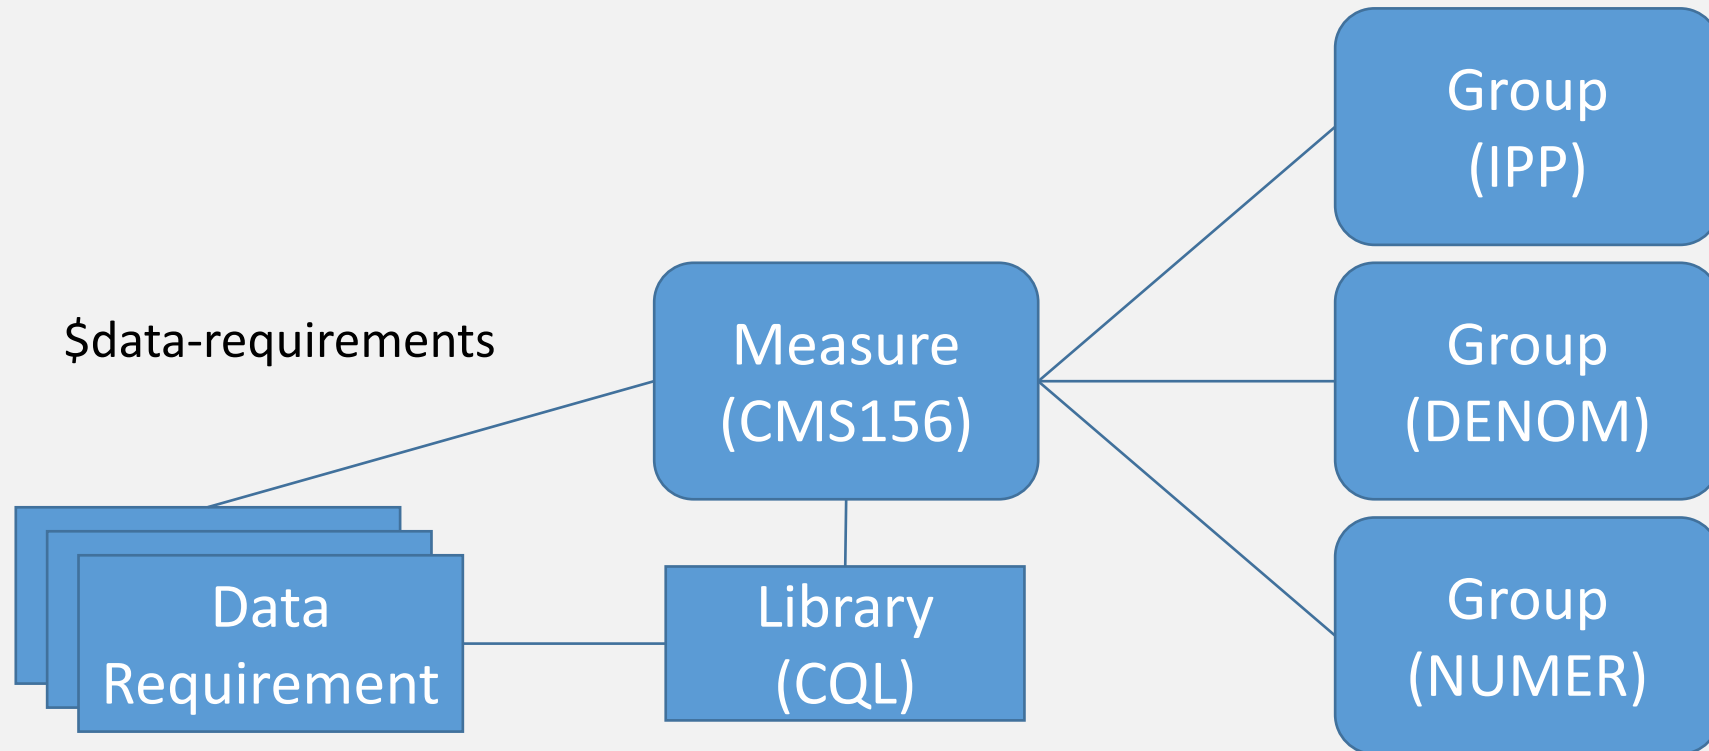 Group
(IPP)
$data-requirements
Measure
(CMS156)
Group
(DENOM)
Data
Requirement
Library
(CQL)
Group
(NUMER)